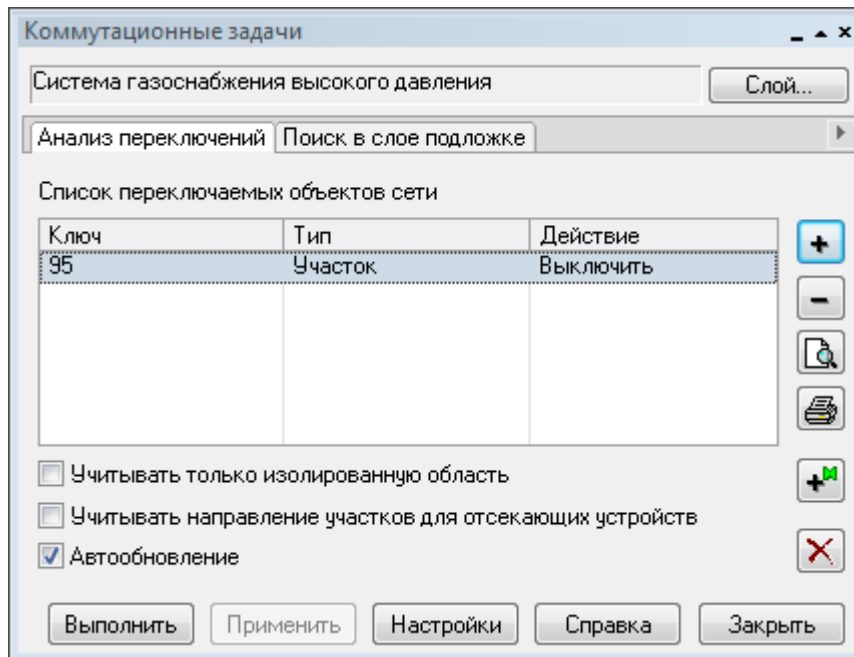 Коммутационные задачи
Система газоснабжения высокого давления
Слой...
Анализ переключений
Поиск в слое подложке
Список переключаемых объектов сети
Ключ Тип Действие
95 Участок Выключить
Учитывать только изолированную область
Учитывать направление участков для отсекающих устройств
Автообновление
Выполнить Применить Настройки Справка Закрыть